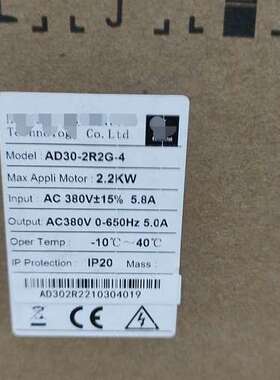 Technology Co.Ltd
Model : AD30-2R2G-4
Max Appli Motor : 2.2KW
Input : AC 380V±15% 5.8A
Output: AC380V 0-650Hz 5.0A
Oper Temp : -10℃~40℃
IP Protection : IP20 Mass :
AD302R2210304019
CE